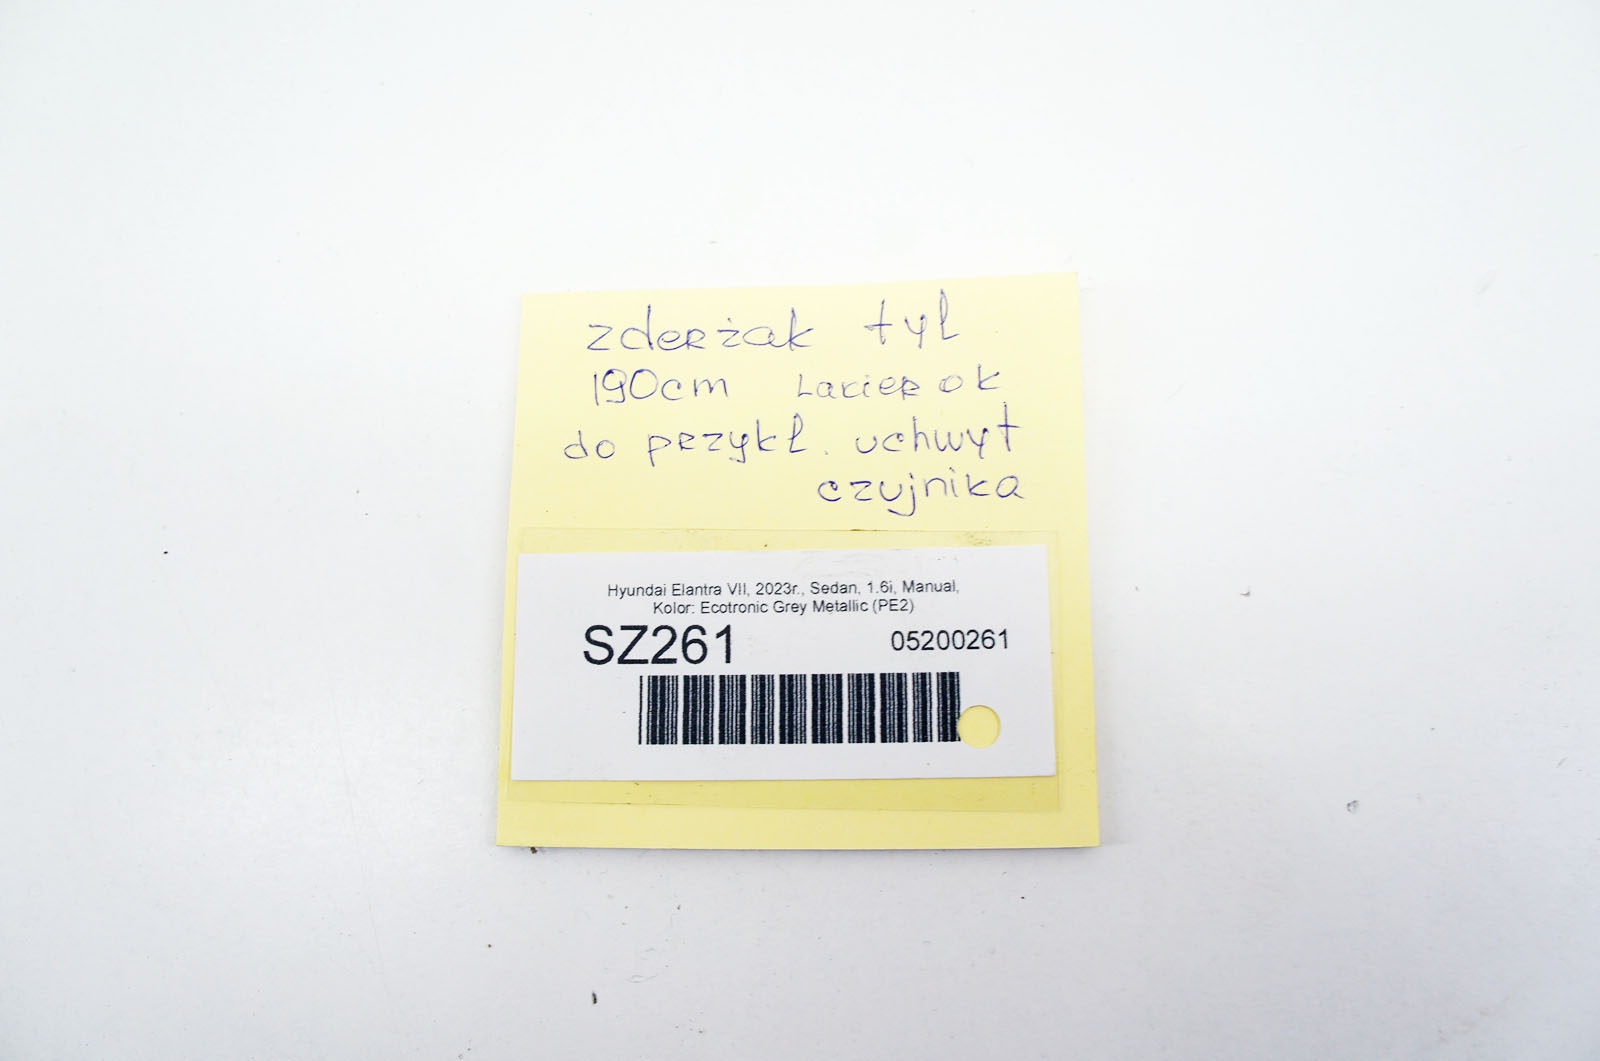 zderżak tył
190cm Lakier ok
do przykl. uchwyt
czujnika
Hyundai Elantra VII, 2023r., Sedan, 1.6i, Manual,
Kolor: Ecotronic Grey Metallic (PE2)
SZ261 05200261